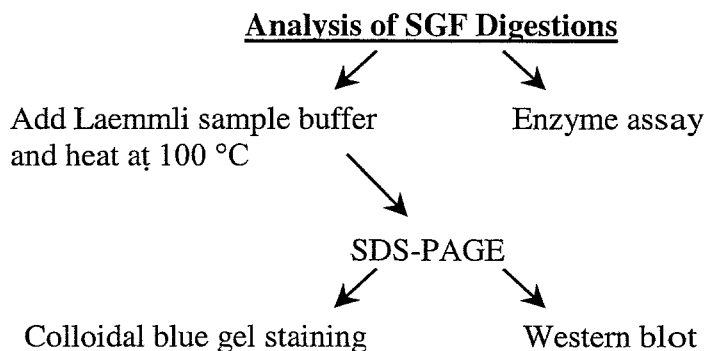 Analysis of SGF Digestions
Add Laemmli sample buffer
and heat at 100 °C
Enzyme assay
SDS-PAGE
Colloidal blue gel staining
Western blot